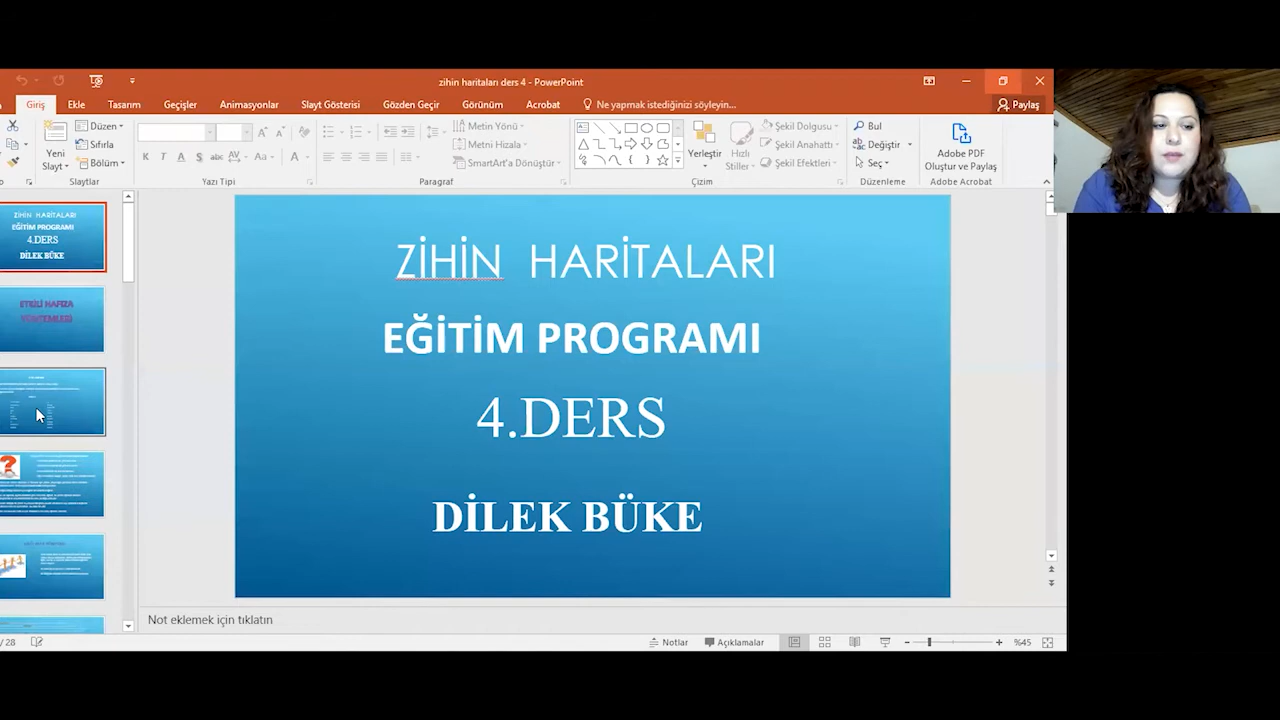 zihin haritaları ders 4 - PowerPoint
Giriş Ekle Tasarım Geçişler Animasyonlar Slayt Gösterisi Gözden Geçir Görünüm Acrobat Ne yapmak istediğinizi söyleyin... Paylaş
Yeni Slayt
Düzen
Sıfırla
Bölüm
Slaytlar
K T A S abc AV Aa A
Yazı Tipi
Metin Yönü
Metni Hizala
SmartArt'a Dönüştür
Paragraf
Yerleştir
Hızlı Stiller
Şekil Dolgusu
Şekil Anahattı
Şekil Efektleri
Çizim
Bul
Değiştir
Seç
Düzenleme
Adobe PDF Oluştur ve Paylaş
Adobe Acrobat
ZİHİN HARİTALARI
EĞİTİM PROGRAMI
4.DERS
DİLEK BÜKE
ETKİLİ HAFIZA
YÖNTEMLERİ
ZİHİN HARİTALARI
EĞİTİM PROGRAMI
4.DERS
DİLEK BÜKE
Not eklemek için tıklatın
/ 28
Notlar Açıklamalar %45